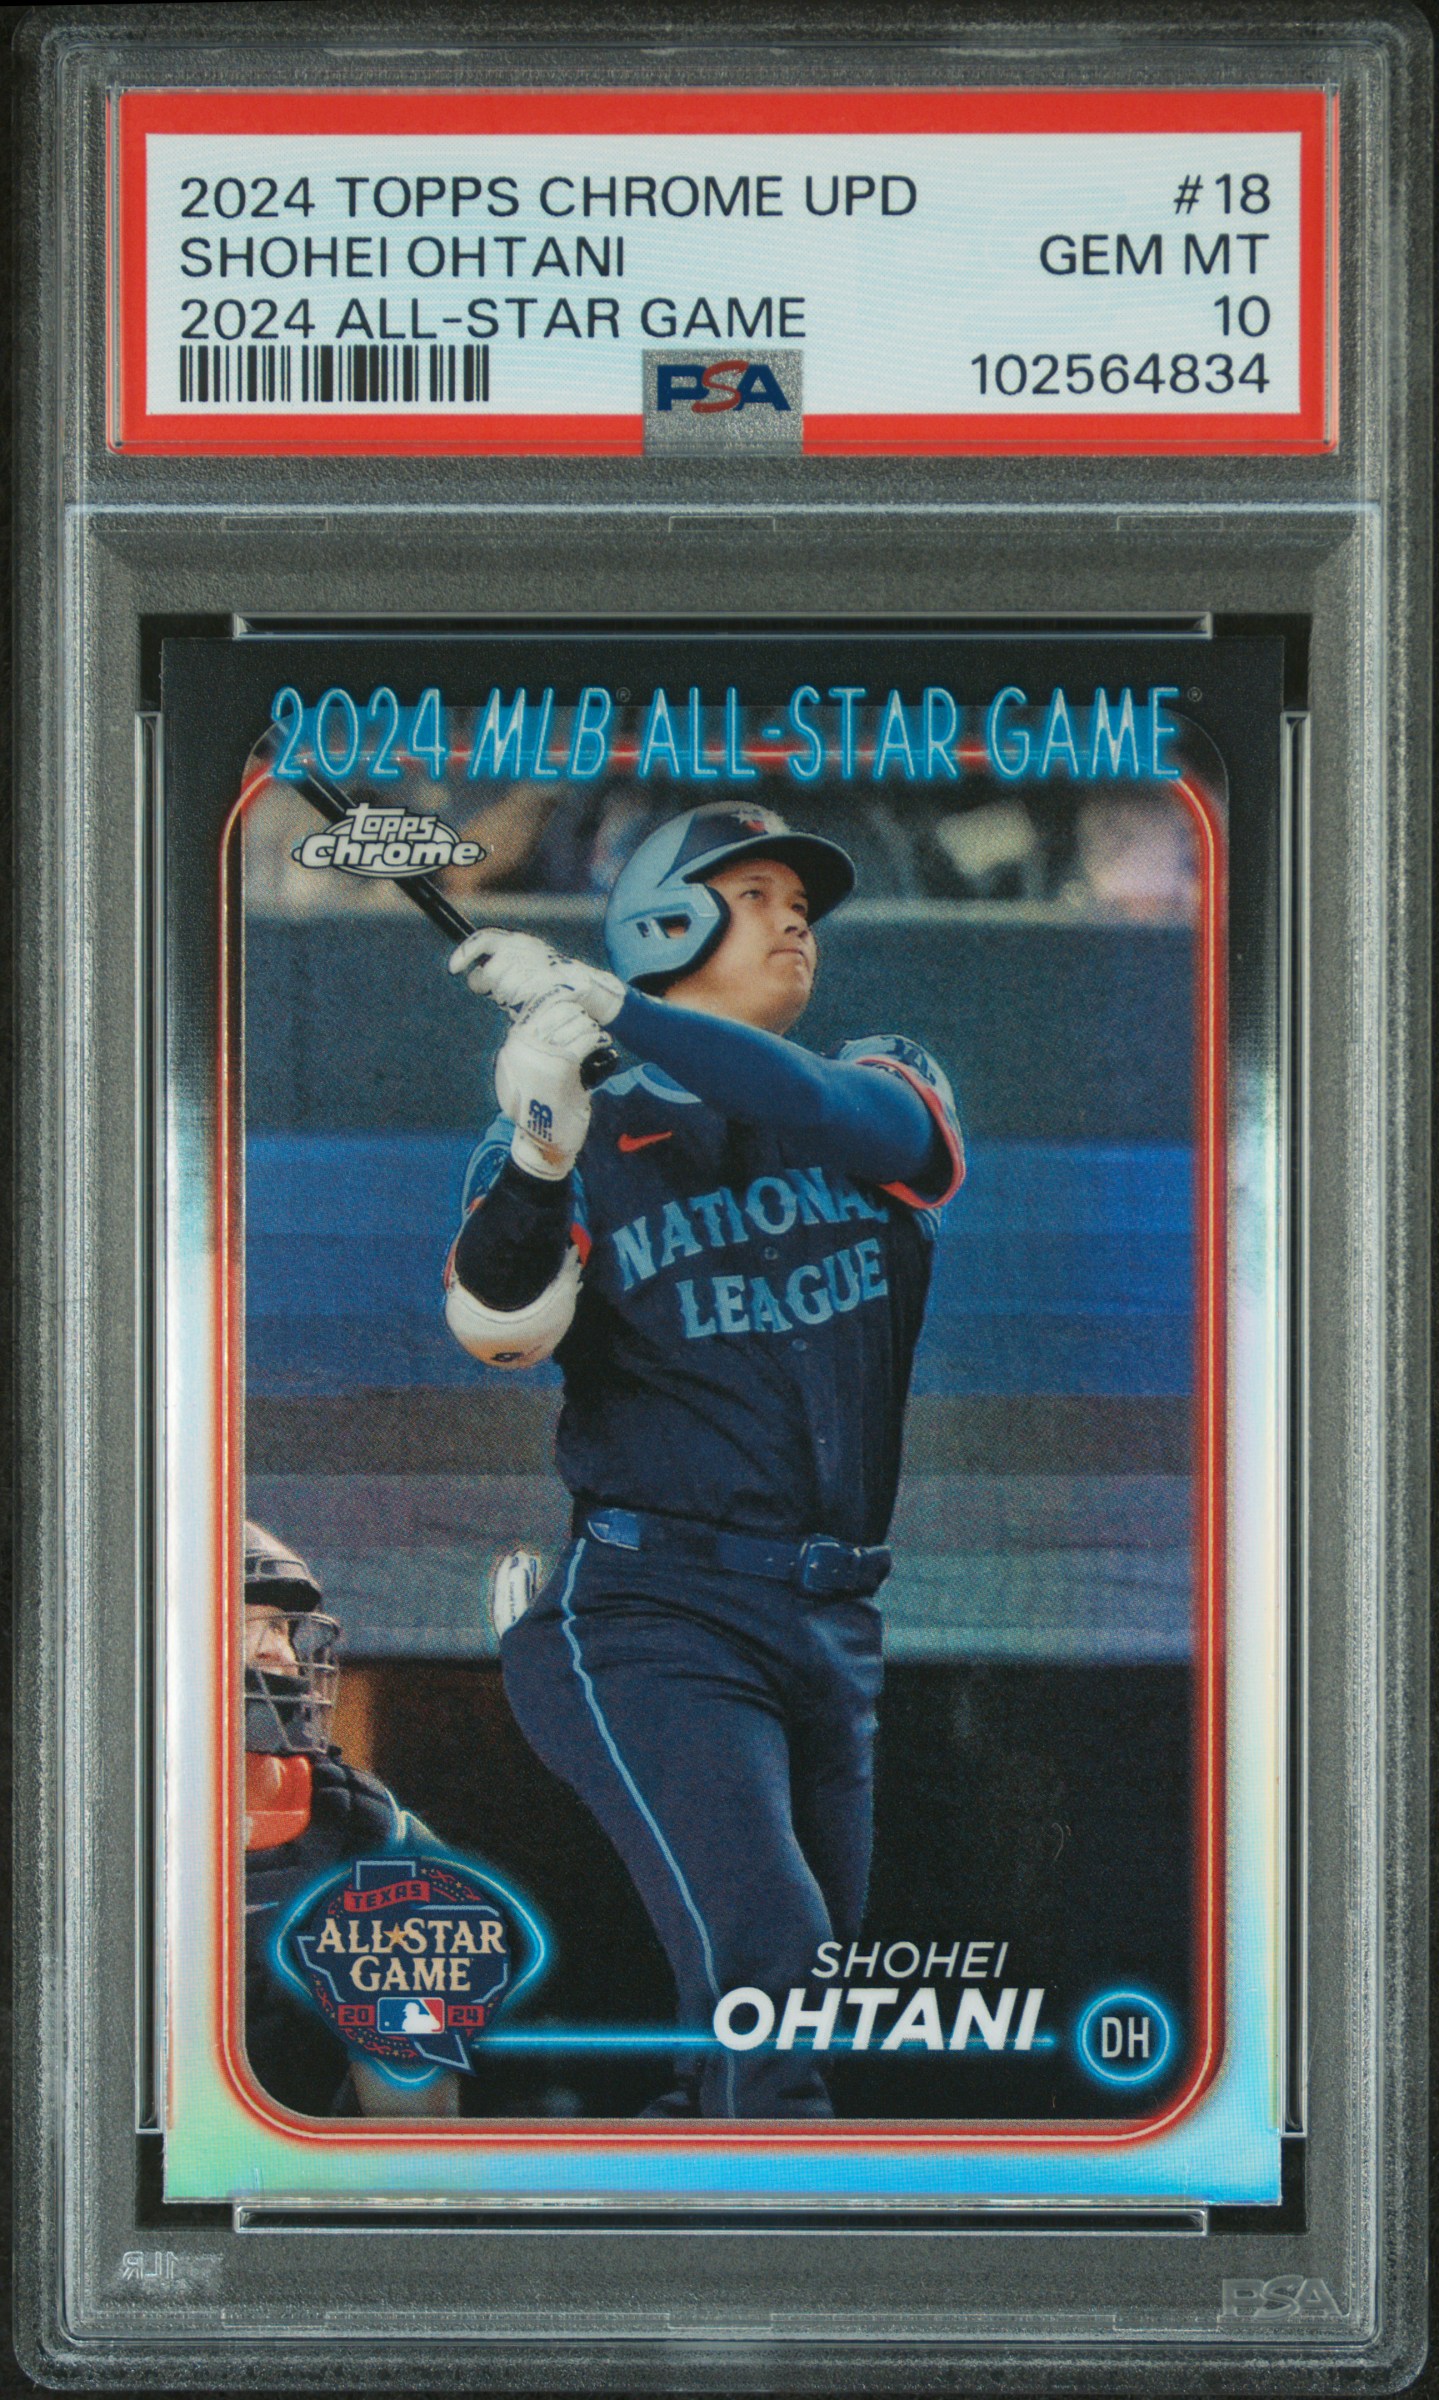 2024 TOPPS CHROME UPD #18
SHOHEI OHTANI GEM MT
2024 ALL-STAR GAME 10
PSA 102564834
2024 MLB® ALL-STAR GAME®
topps
Chrome
NATIONAL
LEAGUE
TEXAS
ALL★STAR
GAME
20 24
SHOHEI
OHTANI
DH
PSA